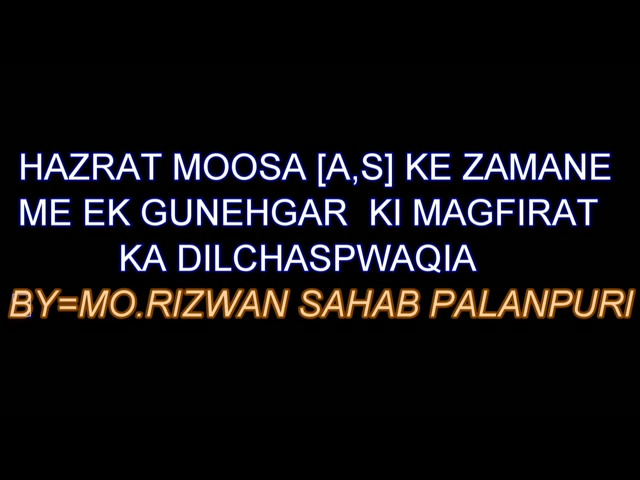 HAZRAT MOOSA [A,S] KE ZAMANE
ME EK GUNEHGAR  KI MAGFIRAT
KA DILCHASPWAQIA
BY=MO.RIZWAN SAHAB PALANPURI